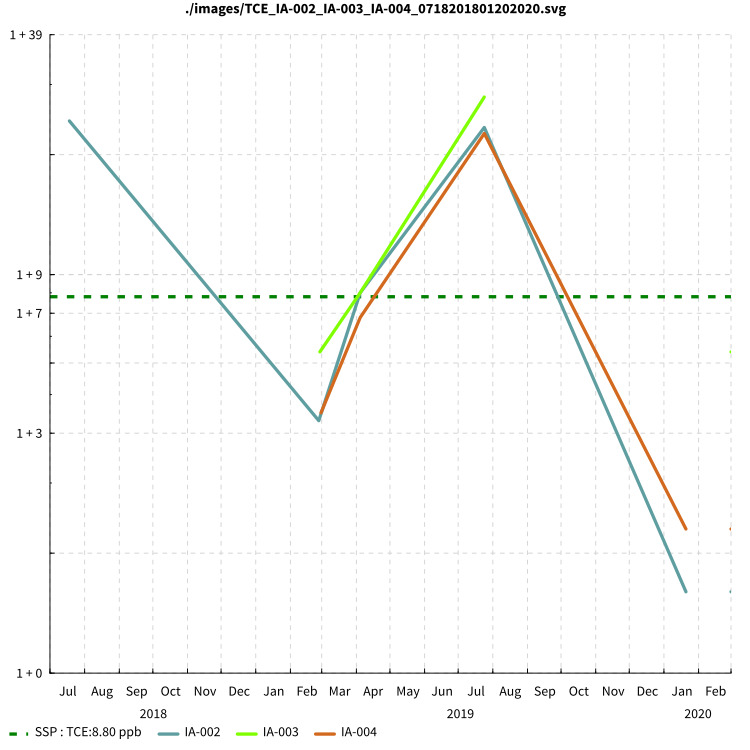 ./images/TCE_IA-002_IA-003_IA-004_0718201801202020.svg
1 + 39
1 + 9
1 + 7
1 + 3
1 + 0
Jul Aug Sep Oct Nov Dec Jan Feb Mar Apr May Jun Jul Aug Sep Oct Nov Dec Jan Feb
2018 2019 2020
SSP : TCE:8.80 ppb IA-002 IA-003 IA-004